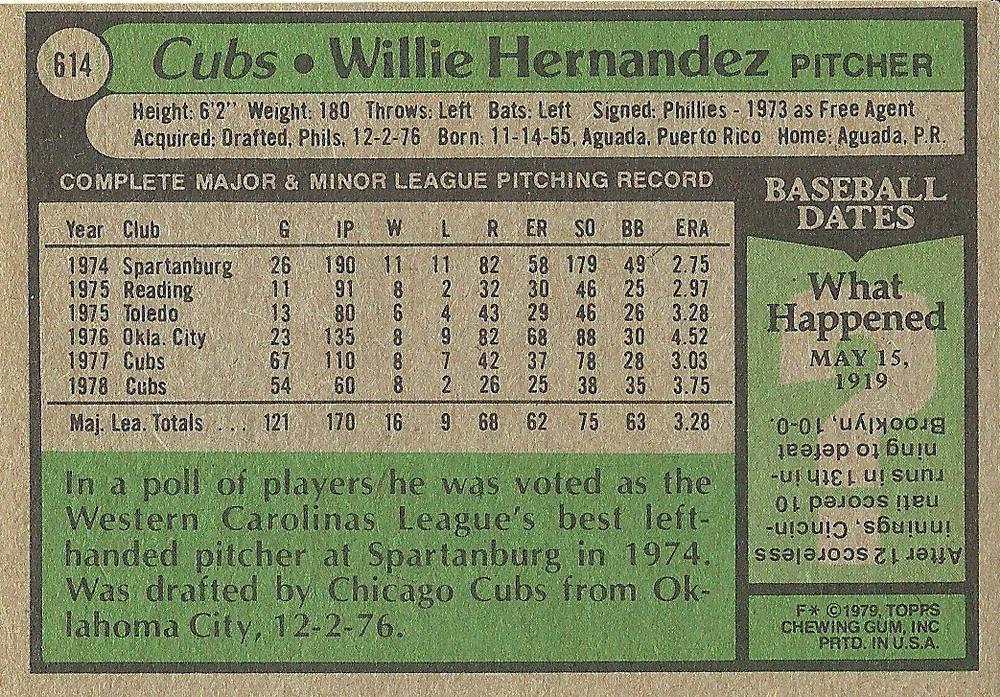 614 Cubs • Willie Hernandez PITCHER
Height: 6'2" Weight: 180 Throws: Left Bats: Left Signed: Phillies - 1973 as Free Agent
Acquired: Drafted, Phils, 12-2-76 Born: 11-14-55, Aguada, Puerto Rico Home: Aguada, P.R.
COMPLETE MAJOR & MINOR LEAGUE PITCHING RECORD
Year Club G IP W L R ER SO BB ERA
1974 Spartanburg 26 190 11 11 82 58 179 49 2.75
1975 Reading 11 91 8 2 32 30 46 25 2.97
1975 Toledo 13 80 6 4 43 29 46 26 3.28
1976 Okla. City 23 135 8 9 82 68 88 30 4.52
1977 Cubs 67 110 8 7 42 37 78 28 3.03
1978 Cubs 54 60 8 2 26 25 38 35 3.75
Maj. Lea. Totals ... 121 170 16 9 68 62 75 63 3.28
In a poll of players he was voted as the
Western Carolinas League's best left-
handed pitcher at Spartanburg in 1974.
Was drafted by Chicago Cubs from Ok-
lahoma City, 12-2-76.
BASEBALL
DATES
What
Happened
MAY 15,
1919
After 12 scoreless
innings, Cincin-
nati scored 10
runs in 13th in-
ning to defeat
Brooklyn, 10-0.
F* ©1979, TOPPS
CHEWING GUM, INC
PRTD. IN U.S.A.